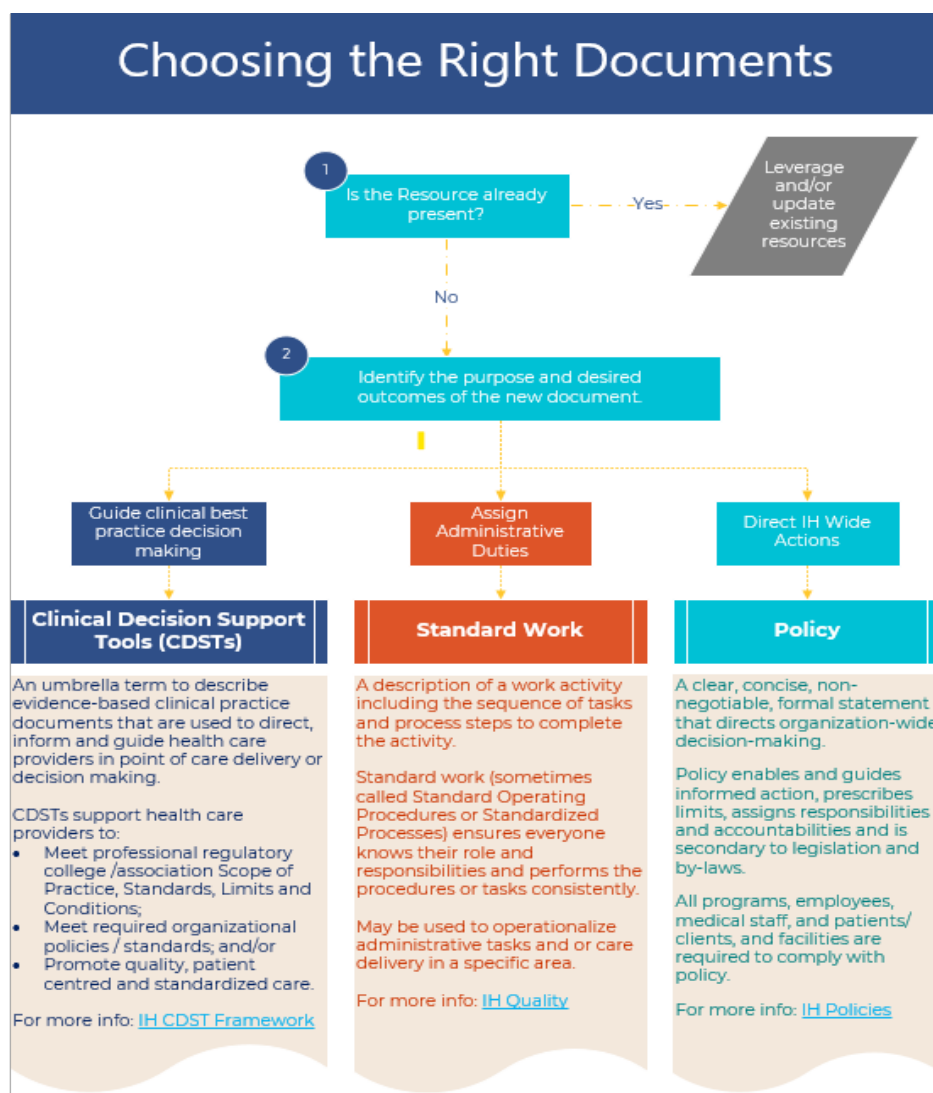 Choosing the Right Documents
1
Is the Resource already
present?
Yes
Leverage
and/or
update
existing
resources
No
2
Identify the purpose and desired
outcomes of the new document.
Guide clinical best
practice decision
making
Assign
Administrative
Duties
Direct IH Wide
Actions
Clinical Decision Support
Tools (CDSTs)
An umbrella term to describe
evidence-based clinical practice
documents that are used to direct,
inform and guide health care
providers in point of care delivery or
decision making.
CDSTs support health care
providers to:
• Meet professional regulatory
college /association Scope of
Practice, Standards, Limits and
Conditions;
• Meet required organizational
policies / standards; and/or
• Promote quality, patient
centred and standardized care.
For more info: IH CDST Framework
Standard Work
A description of a work activity
including the sequence of tasks
and process steps to complete
the activity.
Standard work (sometimes
called Standard Operating
Procedures or Standardized
Processes) ensures everyone
knows their role and
responsibilities and performs the
procedures or tasks consistently.
May be used to operationalize
administrative tasks and or care
delivery in a specific area.
For more info: IH Quality
Policy
A clear, concise, non-
negotiable, formal statement
that directs organization-wide
decision-making.
Policy enables and guides
informed action, prescribes
limits, assigns responsibilities
and accountabilities and is
secondary to legislation and
by-laws.
All programs, employees,
medical staff, and patients/
clients, and facilities are
required to comply with
policy.
For more info: IH Policies